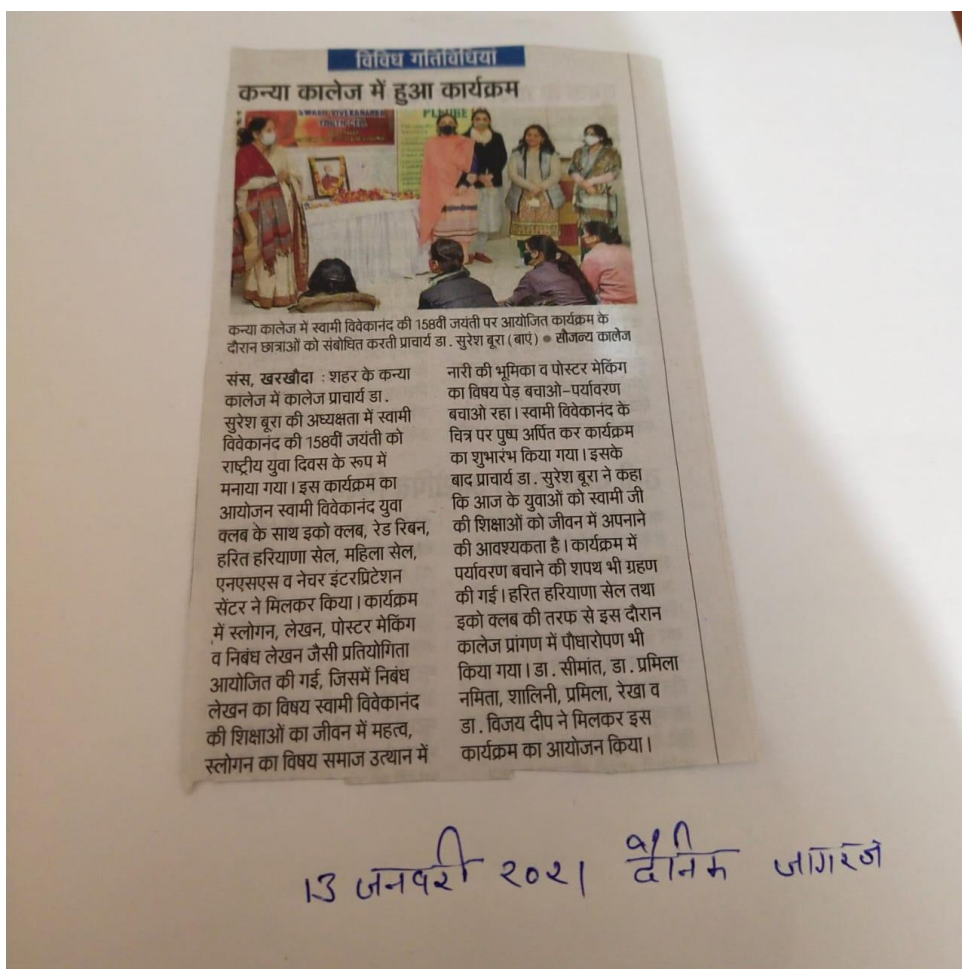 विविध गतिविधियां
कन्या कालेज में हुआ कार्यक्रम
SWAMI VIVEKANAND
PLEDGE
कन्या कालेज में स्वामी विवेकानंद की 158वीं जयंती पर आयोजित कार्यक्रम के
दौरान छात्राओं को संबोधित करती प्राचार्य डा. सुरेश बूरा (बाएं) ● सौजन्य कालेज
संस, खरखौदा : शहर के कन्या
कालेज में कालेज प्राचार्य डा.
सुरेश बूरा की अध्यक्षता में स्वामी
विवेकानंद की 158वीं जयंती को
राष्ट्रीय युवा दिवस के रूप में
मनाया गया। इस कार्यक्रम का
आयोजन स्वामी विवेकानंद युवा
क्लब के साथ इको क्लब, रेड रिबन,
हरित हरियाणा सेल, महिला सेल,
एनएसएस व नेचर इंटरप्रिटेशन
सेंटर ने मिलकर किया। कार्यक्रम
में स्लोगन, लेखन, पोस्टर मेकिंग
व निबंध लेखन जैसी प्रतियोगिता
आयोजित की गई, जिसमें निबंध
लेखन का विषय स्वामी विवेकानंद
की शिक्षाओं का जीवन में महत्व,
स्लोगन का विषय समाज उत्थान में
नारी की भूमिका व पोस्टर मेकिंग
का विषय पेड़ बचाओ-पर्यावरण
बचाओ रहा। स्वामी विवेकानंद के
चित्र पर पुष्प अर्पित कर कार्यक्रम
का शुभारंभ किया गया। इसके
बाद प्राचार्य डा. सुरेश बूरा ने कहा
कि आज के युवाओं को स्वामी जी
की शिक्षाओं को जीवन में अपनाने
की आवश्यकता है। कार्यक्रम में
पर्यावरण बचाने की शपथ भी ग्रहण
की गई। हरित हरियाणा सेल तथा
इको क्लब की तरफ से इस दौरान
कालेज प्रांगण में पौधारोपण भी
किया गया। डा. सीमांत, डा. प्रमिला
नमिता, शालिनी, प्रमिला, रेखा व
डा. विजय दीप ने मिलकर इस
कार्यक्रम का आयोजन किया।
13 जनवरी २०२१ दैनिक जागरण